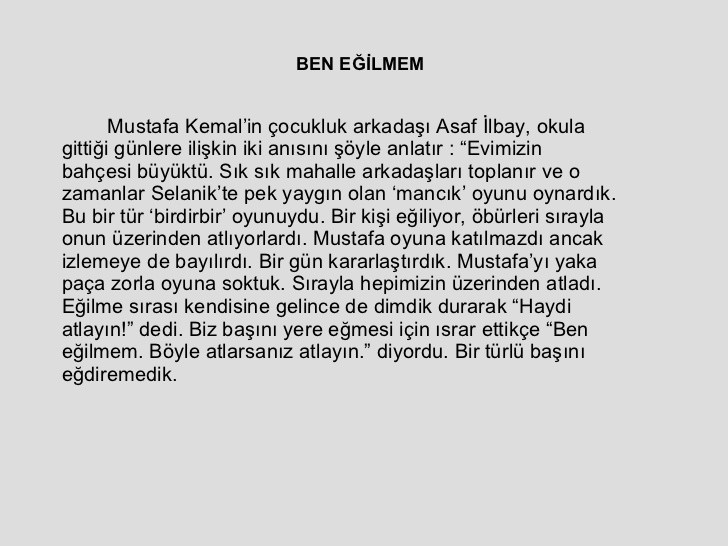 BEN EĞİLMEM
Mustafa Kemal’in çocukluk arkadaşı Asaf İlbay, okula
gittiği günlere ilişkin iki anısını şöyle anlatır : “Evimizin
bahçesi büyüktü. Sık sık mahalle arkadaşları toplanır ve o
zamanlar Selanik’te pek yaygın olan ‘mancık’ oyunu oynardık.
Bu bir tür ‘birdirbir’ oyunuydu. Bir kişi eğiliyor, öbürleri sırayla
onun üzerinden atlıyorlardı. Mustafa oyuna katılmazdı ancak
izlemeye de bayılırdı. Bir gün kararlaştırdık. Mustafa’yı yaka
paça zorla oyuna soktuk. Sırayla hepimizin üzerinden atladı.
Eğilme sırası kendisine gelince de dimdik durarak “Haydi
atlayın!” dedi. Biz başını yere eğmesi için ısrar ettikçe “Ben
eğilmem. Böyle atlarsanız atlayın.” diyordu. Bir türlü başını
eğdiremedik.